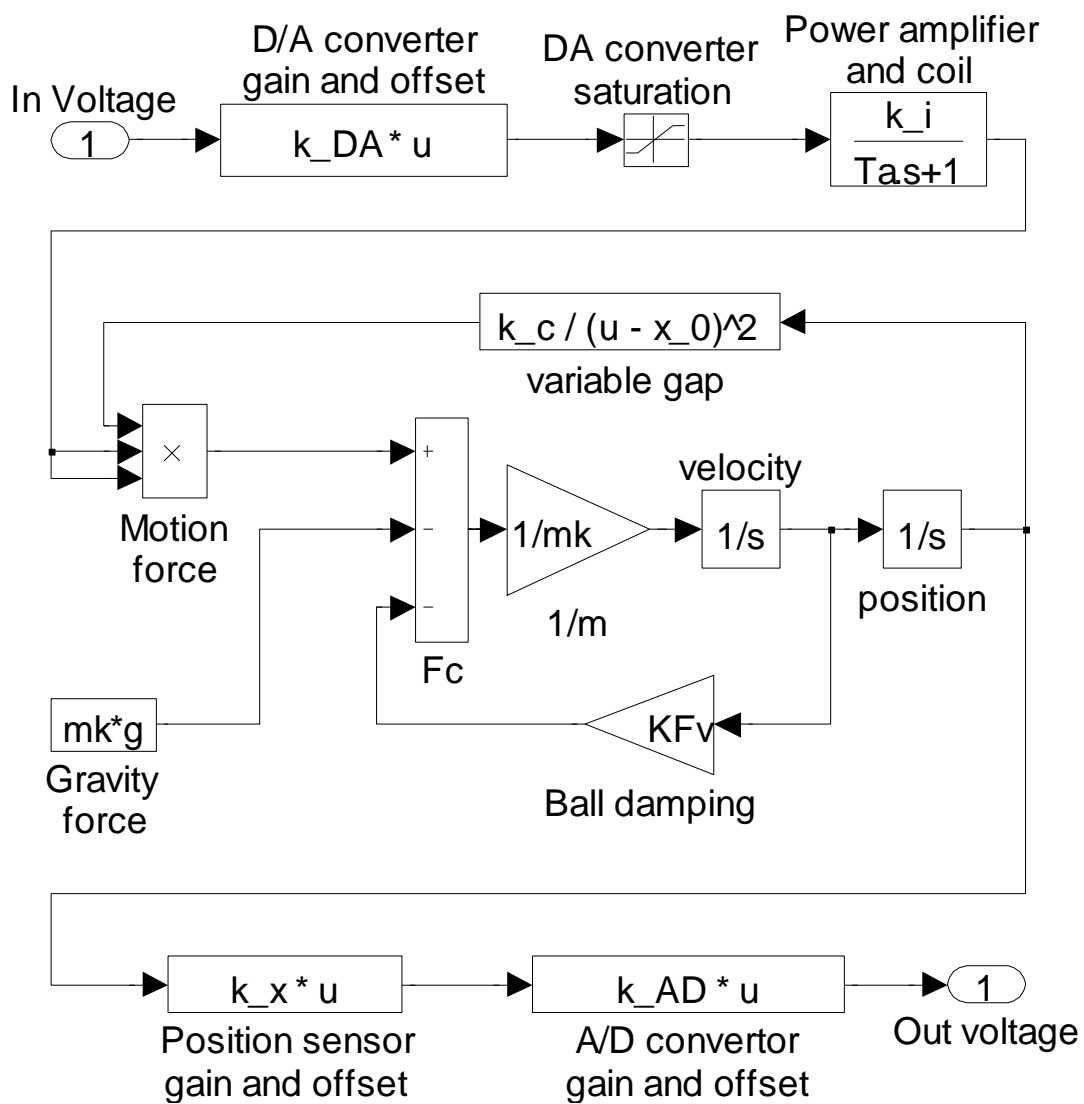 D/A converter
gain and offset
DA converter
saturation
Power amplifier
and coil
In Voltage
1
k_DA * u
k_i
Ta.s+1
k_c / (u - x_0)^2
variable gap
×
Motion
force
+
−
−
Fc
1/mk
1/m
velocity
1/s
1/s
position
mk*g
Gravity
force
KFv
Ball damping
k_x * u
Position sensor
gain and offset
k_AD * u
A/D convertor
gain and offset
1
Out voltage